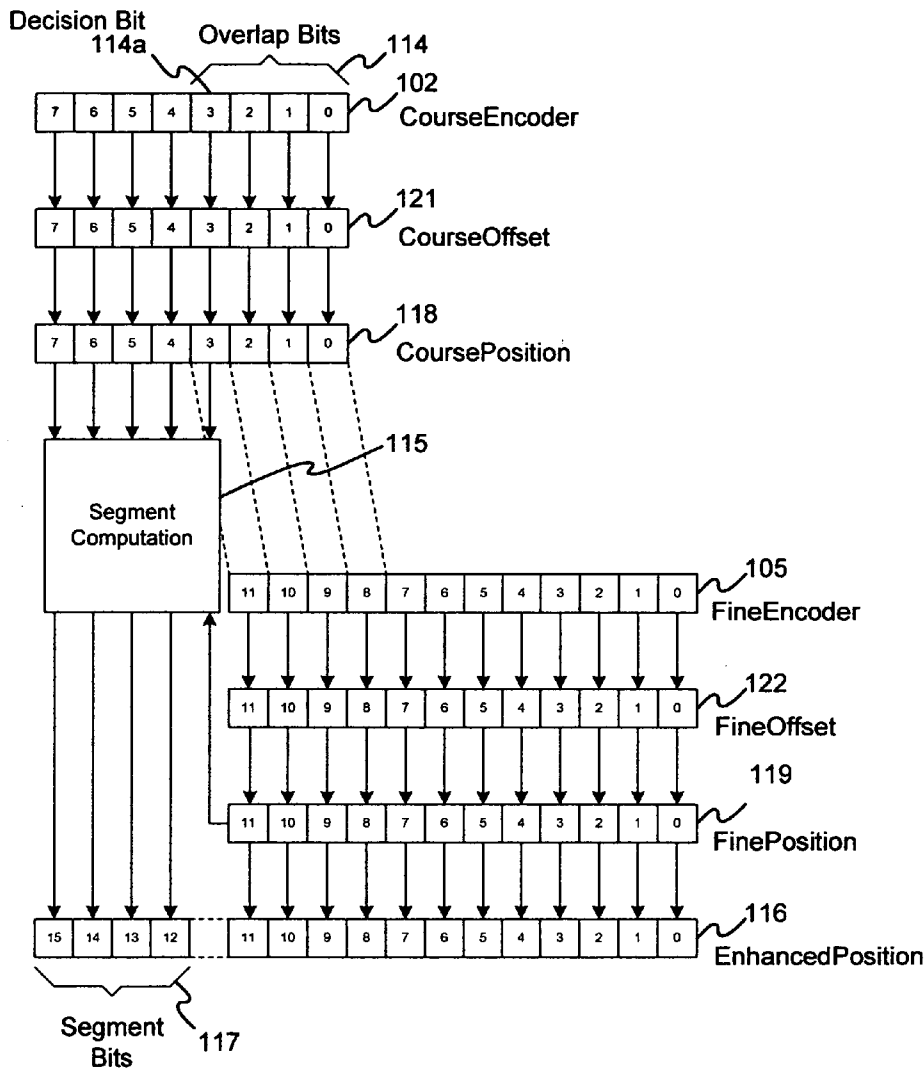 Decision Bit
114a
Overlap Bits
114
102
7 6 5 4 3 2 1 0
CourseEncoder
121
7 6 5 4 3 2 1 0
CourseOffset
118
7 6 5 4 3 2 1 0
CoursePosition
115
Segment
Computation
105
11 10 9 8 7 6 5 4 3 2 1 0
FineEncoder
122
11 10 9 8 7 6 5 4 3 2 1 0
FineOffset
119
11 10 9 8 7 6 5 4 3 2 1 0
FinePosition
116
15 14 13 12 11 10 9 8 7 6 5 4 3 2 1 0
EnhancedPosition
117
Segment
Bits